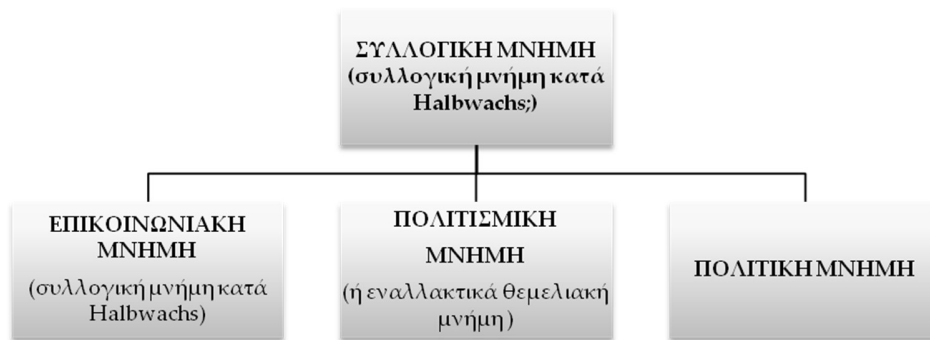 ΣΥΛΛΟΓΙΚΗ ΜΝΗΜΗ
(συλλογική μνήμη κατά
Halbwachs;)
ΕΠΙΚΟΙΝΩΝΙΑΚΗ
ΜΝΗΜΗ
(συλλογική μνήμη κατά
Halbwachs)
ΠΟΛΙΤΙΣΜΙΚΗ
ΜΝΗΜΗ
(ή εναλλακτικά θεμελιακή
μνήμη )
ΠΟΛΙΤΙΚΗ ΜΝΗΜΗ